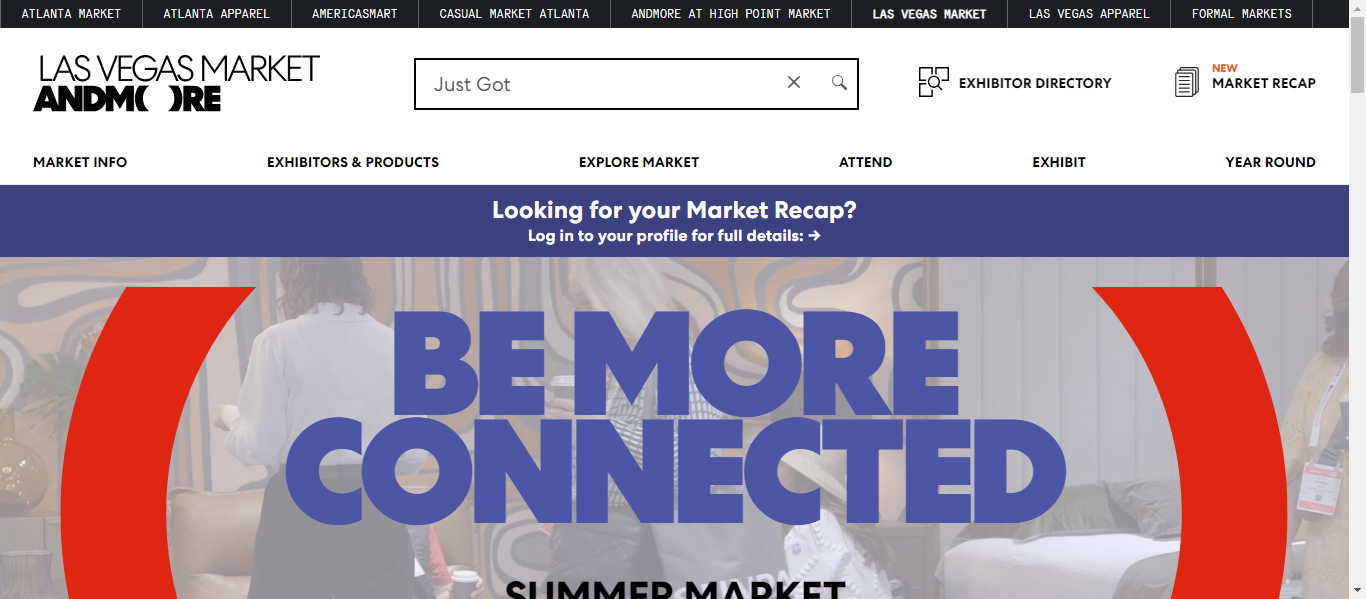 ATLANTA MARKET
ATLANTA APPAREL
AMERICASMART
CASUAL MARKET ATLANTA
ANDMORE AT HIGH POINT MARKET
LAS VEGAS MARKET
LAS VEGAS APPAREL
FORMAL MARKETS
LAS VEGAS MARKET
ANDMORE
Just Got
EXHIBITOR DIRECTORY
NEW
MARKET RECAP
MARKET INFO
EXHIBITORS & PRODUCTS
EXPLORE MARKET
ATTEND
EXHIBIT
YEAR ROUND
Looking for your Market Recap?
Log in to your profile for full details: →
BE MORE
CONNECTED
SUMMER MARKET